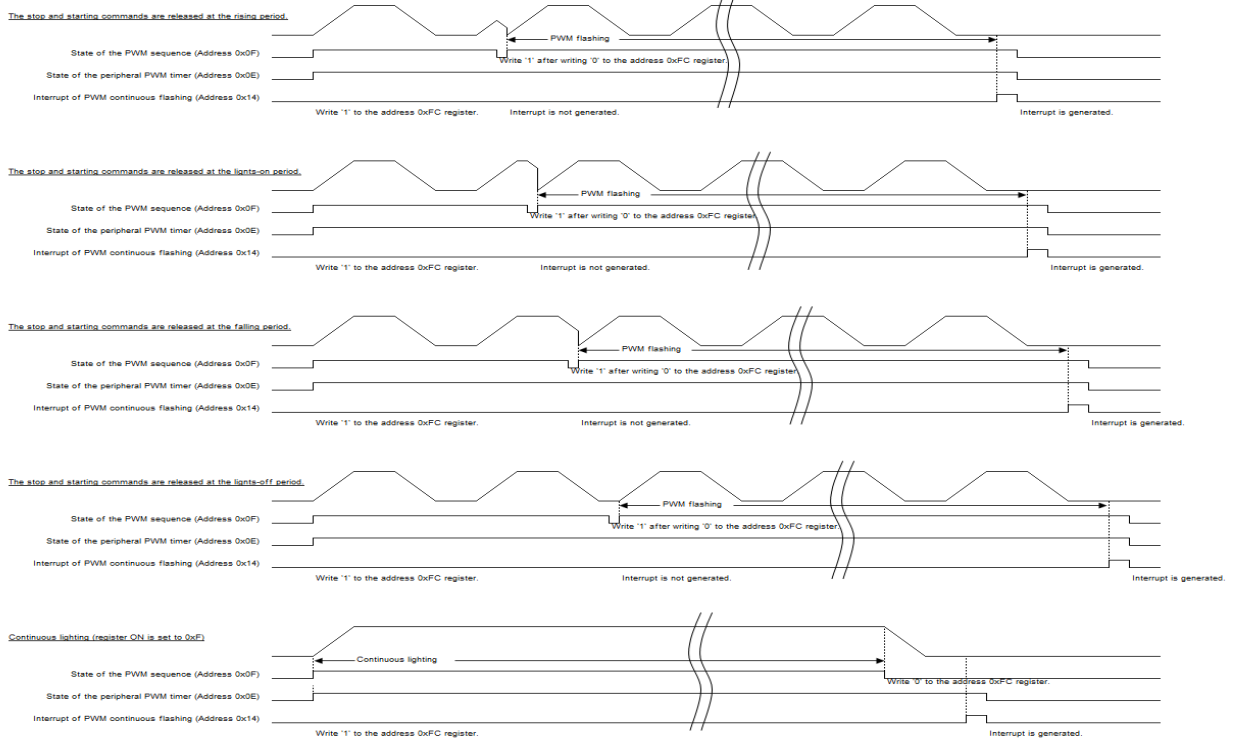 The stop and starting commands are released at the rising period.
PWM flashing
State of the PWM sequence (Address 0x0F)
Write '1' after writing '0' to the address 0xFC register.
State of the peripheral PWM timer (Address 0x0E)
Interrupt of PWM continuous flashing (Address 0x14)
Write '1' to the address 0xFC register.
Interrupt is not generated.
Interrupt is generated.
The stop and starting commands are released at the lignts-on period.
PWM flashing
State of the PWM sequence (Address 0x0F)
Write '1' after writing '0' to the address 0xFC register
State of the peripheral PWM timer (Address 0x0E)
Interrupt of PWM continuous flashing (Address 0x14)
Write '1' to the address 0xFC register.
Interrupt is not generated.
Interrupt is generated.
The stop and starting commands are released at the falling period.
PWM flashing
State of the PWM sequence (Address 0x0F)
Write '1' after writing '0' to the address 0xFC register
State of the peripheral PWM timer (Address 0x0E)
Interrupt of PWM continuous flashing (Address 0x14)
Write '1' to the address 0xFC register.
Interrupt is not generated.
Interrupt is generated.
The stop and starting commands are released at the lignts-off period.
PWM flashing
State of the PWM sequence (Address 0x0F)
Write '1' after writing '0' to the address 0xFC register.
State of the peripheral PWM timer (Address 0x0E)
Interrupt of PWM continuous flashing (Address 0x14)
Write '1' to the address 0xFC register.
Interrupt is not generated.
Interrupt is generated.
Continuous lighting (register ON is set to 0xF)
Continuous lighting
State of the PWM sequence (Address 0x0F)
Write '0' to the address 0xFC register.
State of the peripheral PWM timer (Address 0x0E)
Interrupt of PWM continuous flashing (Address 0x14)
Write '1' to the address 0xFC register.
Interrupt is generated.